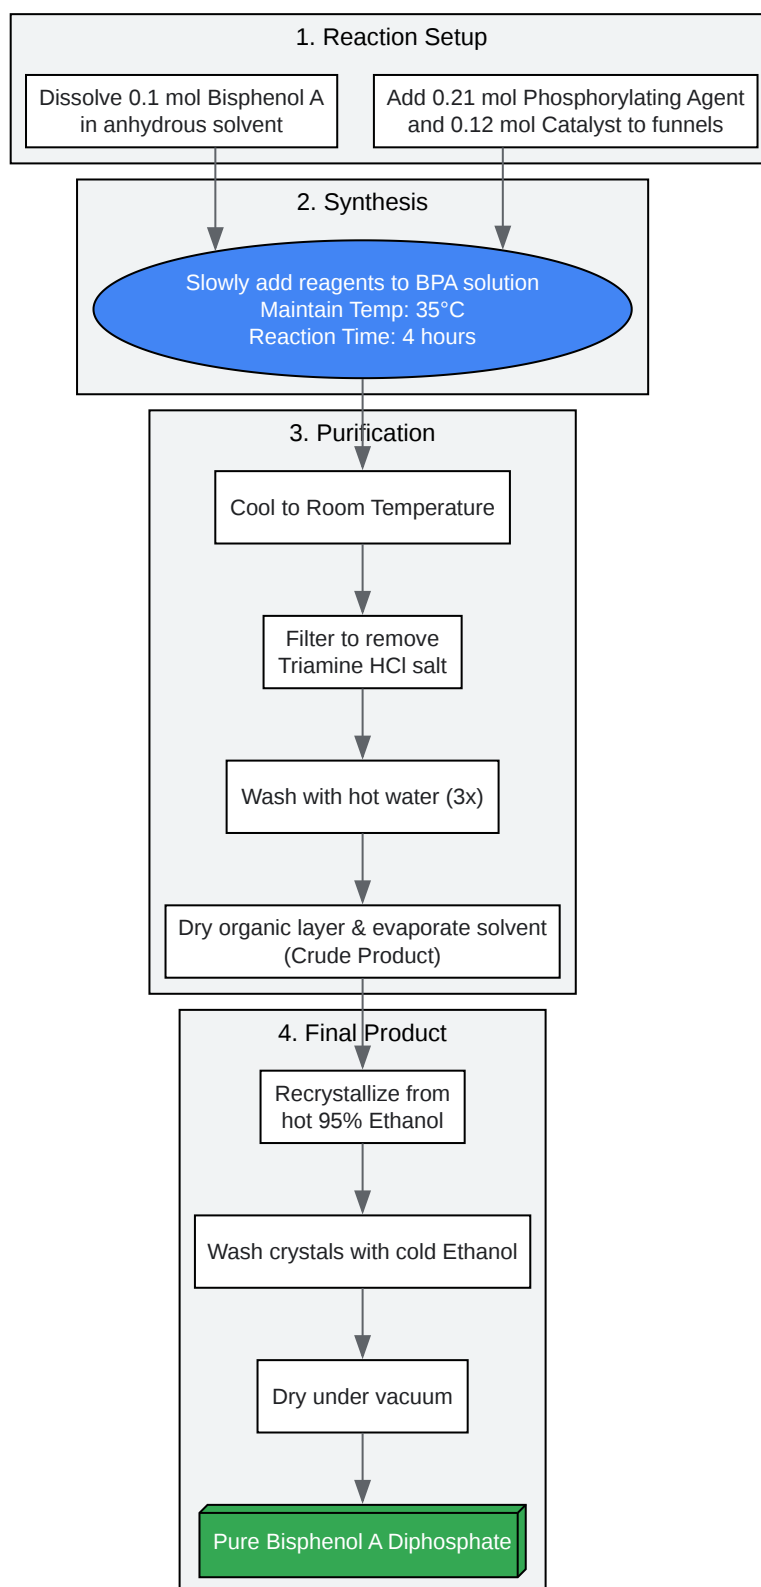 1. Reaction Setup
Dissolve 0.1 mol Bisphenol A
in anhydrous solvent
Add 0.21 mol Phosphorylating Agent
and 0.12 mol Catalyst to funnels
2. Synthesis
Slowly add reagents to BPA solution
Maintain Temp: 35°C
Reaction Time: 4 hours
3. Purification
Cool to Room Temperature
Filter to remove
Triamine HCl salt
Wash with hot water (3x)
Dry organic layer & evaporate solvent
(Crude Product)
4. Final Product
Recrystallize from
hot 95% Ethanol
Wash crystals with cold Ethanol
Dry under vacuum
Pure Bisphenol A Diphosphate